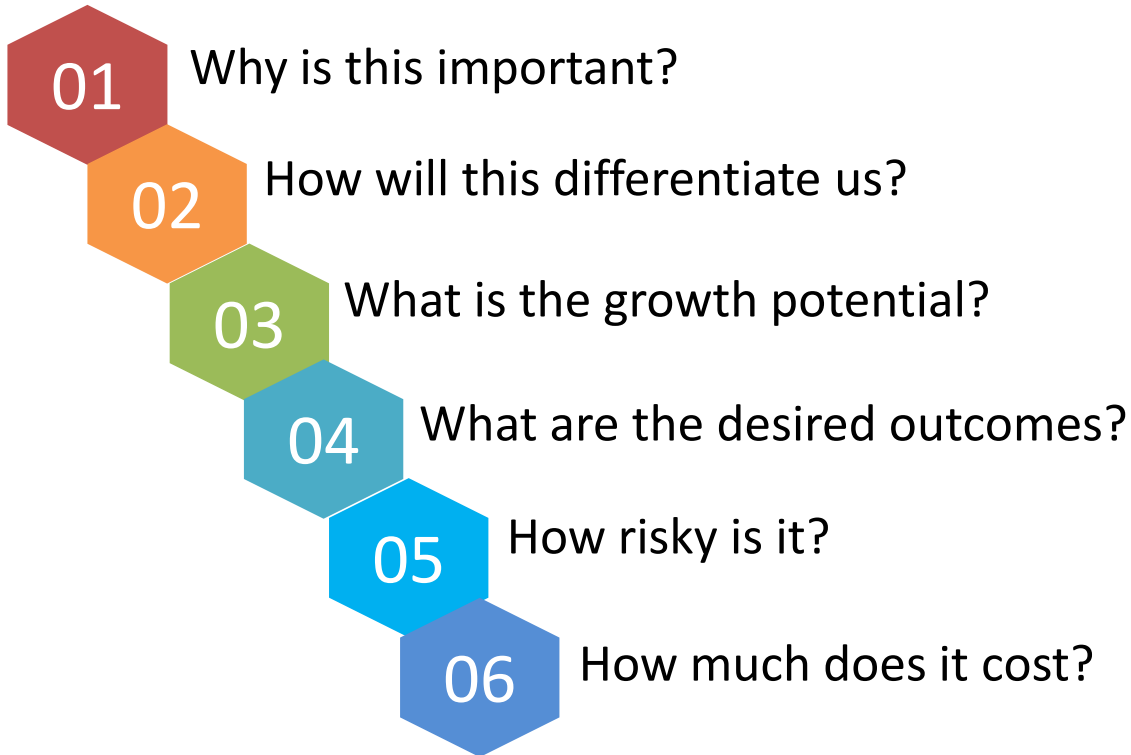 01 Why is this important?
02 How will this differentiate us?
03 What is the growth potential?
04 What are the desired outcomes?
05 How risky is it?
06 How much does it cost?